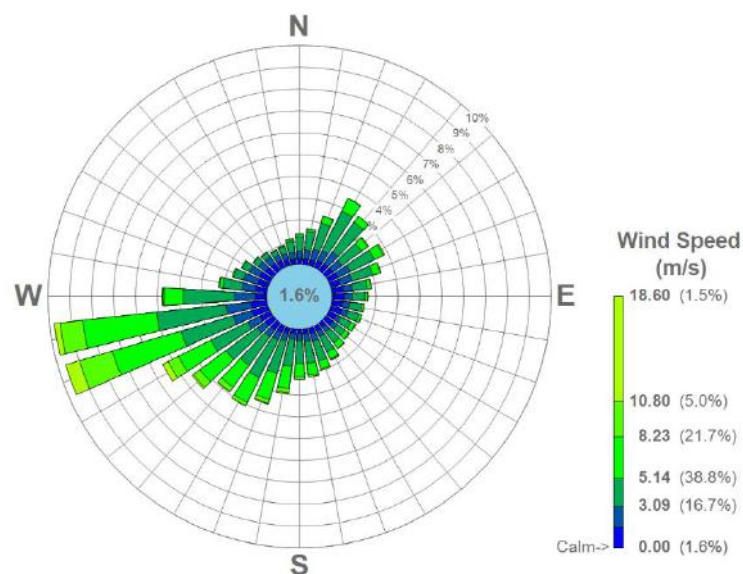 N
10%
9%
8%
7%
6%
5%
4%
%
W
1.6%
E
S
Wind Speed
(m/s)
18.60 (1.5%)
10.80 (5.0%)
8.23 (21.7%)
5.14 (38.8%)
3.09 (16.7%)
Calm-> 0.00 (1.6%)